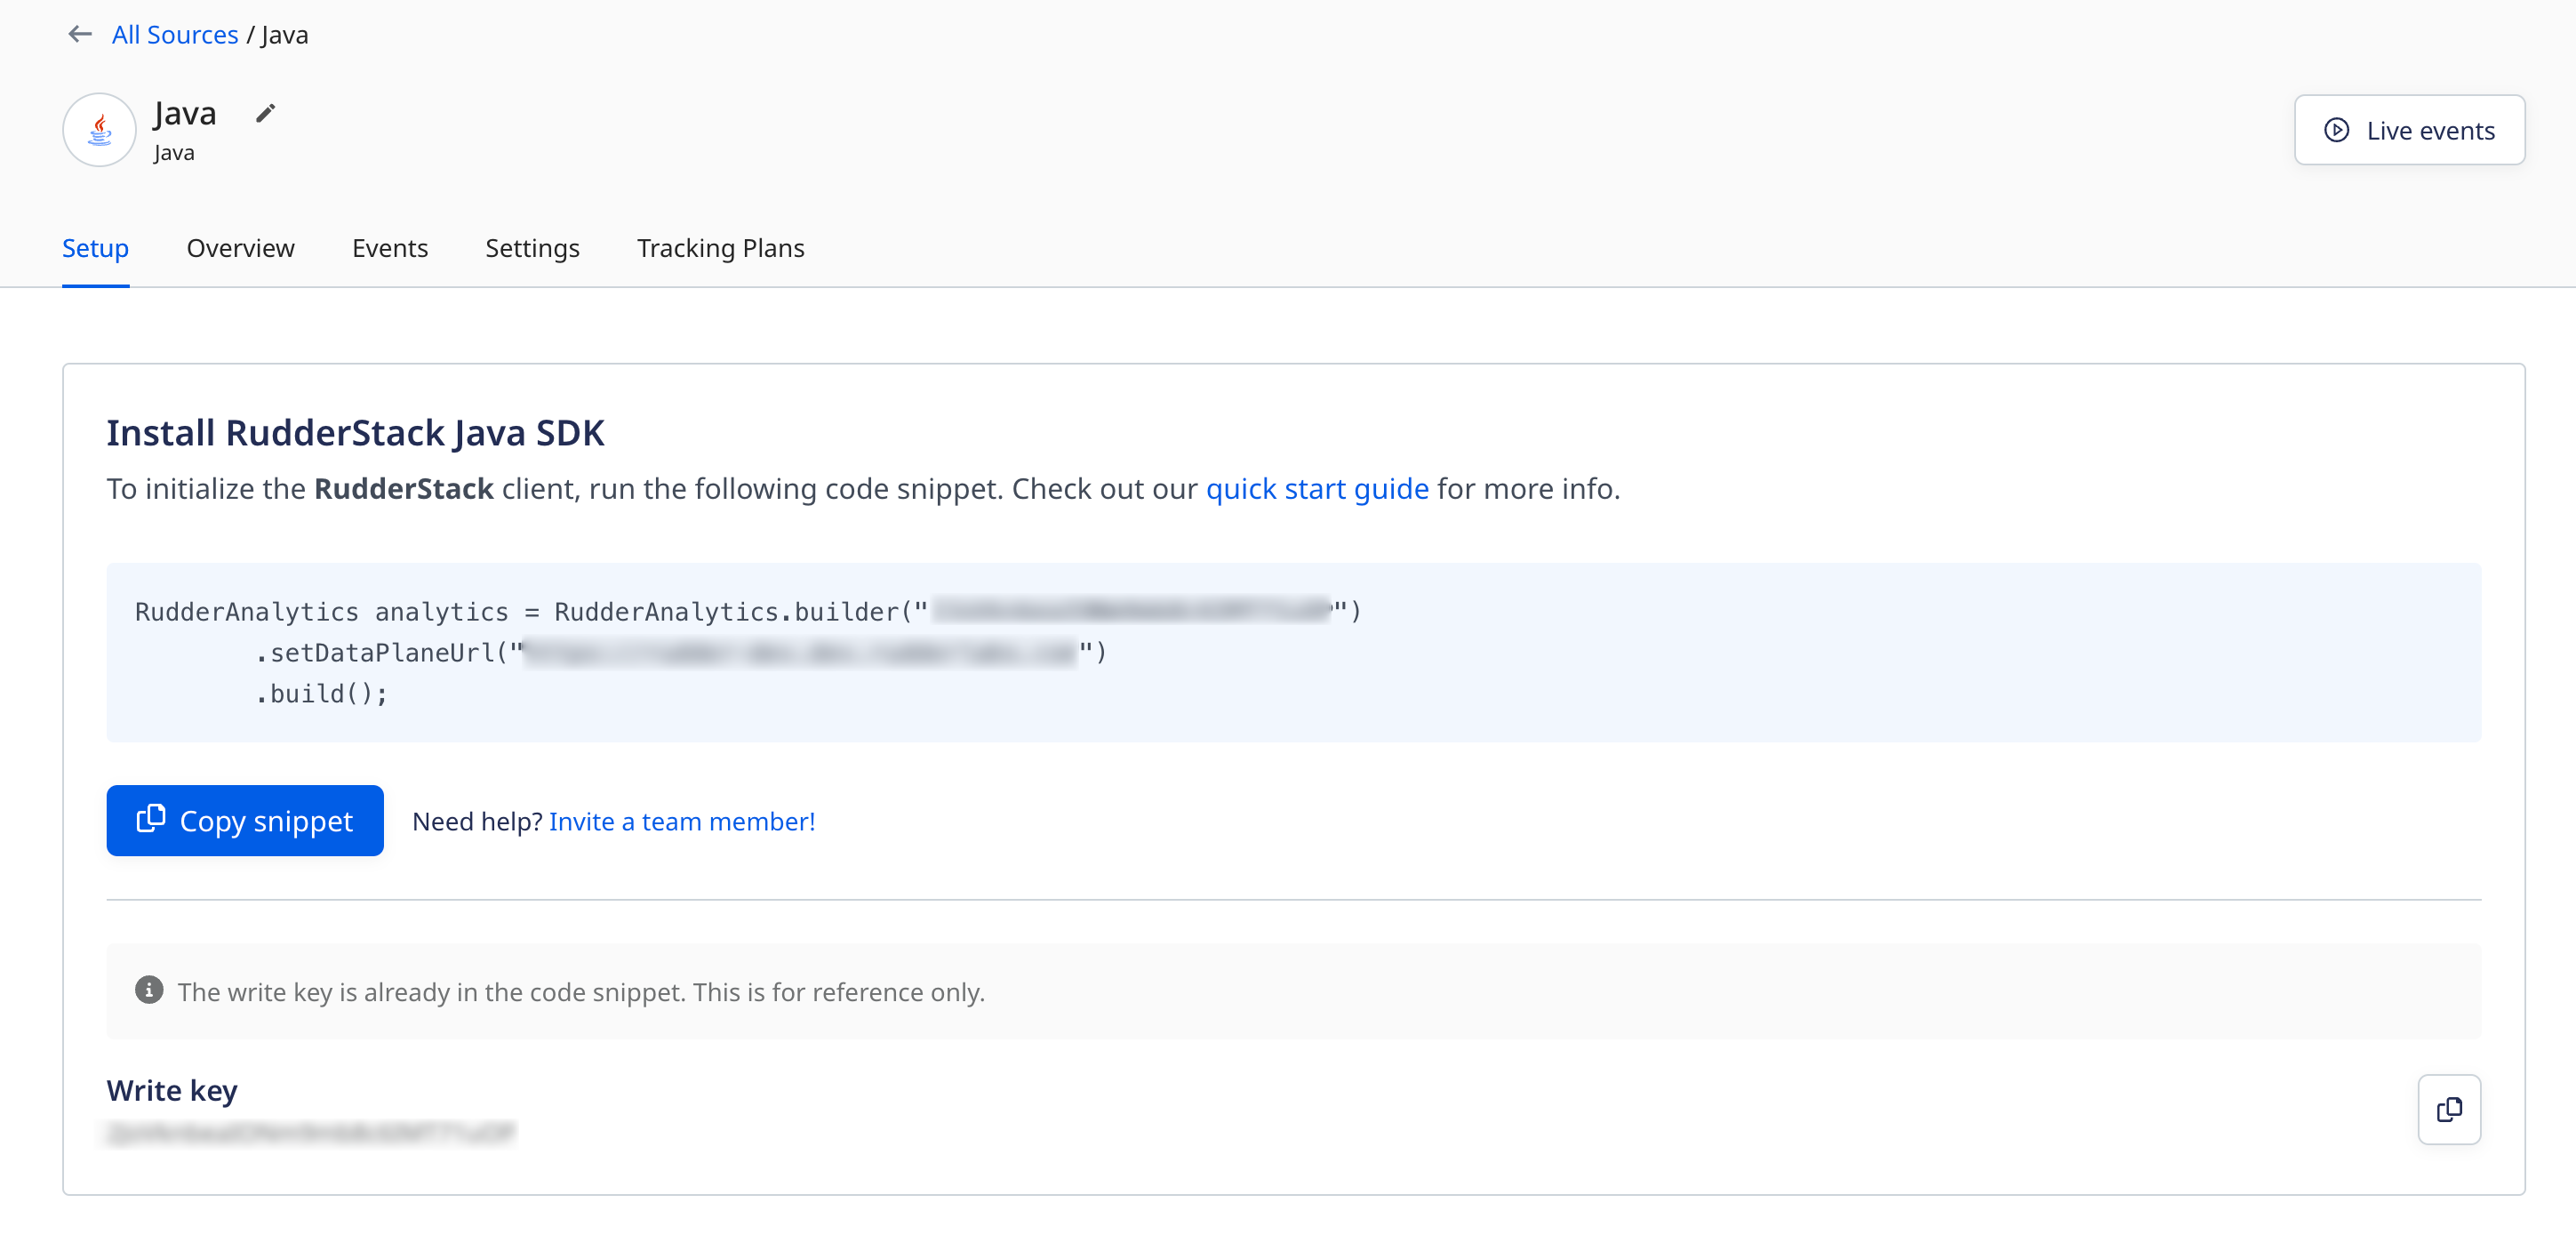 All Sources / Java
Java
Java
Live events
Setup Overview Events Settings Tracking Plans
Install RudderStack Java SDK
To initialize the RudderStack client, run the following code snippet. Check out our quick start guide for more info.
RudderAnalytics analytics = RudderAnalytics.builder("")
.setDataPlaneUrl("")
.build();
Copy snippet
Need help? Invite a team member!
The write key is already in the code snippet. This is for reference only.
Write key